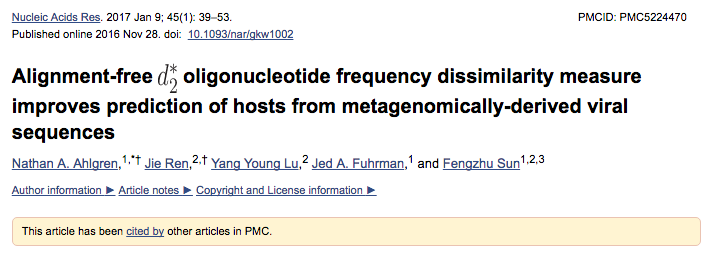 Nucleic Acids Res. 2017 Jan 9; 45(1): 39–53. PMCID: PMC5224470
Published online 2016 Nov 28. doi: 10.1093/nar/gkw1002
Alignment-free d₂* oligonucleotide frequency dissimilarity measure
improves prediction of hosts from metagenomically-derived viral
sequences
Nathan A. Ahlgren,1,*† Jie Ren,2,† Yang Young Lu,2 Jed A. Fuhrman,1 and Fengzhu Sun1,2,3
Author information ► Article notes ► Copyright and License information ►
This article has been cited by other articles in PMC.